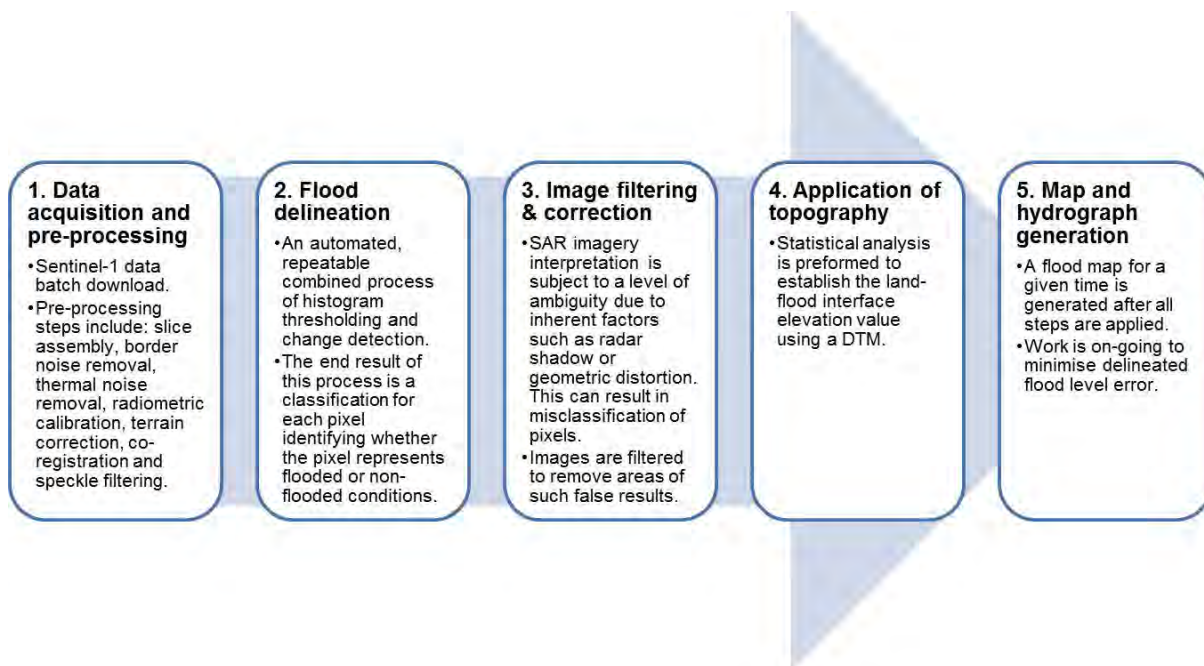 1. Data
acquisition and
pre-processing
•Sentinel-1 data
batch download.
•Pre-processing
steps include: slice
assembly, border
noise removal,
thermal noise
removal, radiometric
calibration, terrain
correction, co-
registration and
speckle filtering.
2. Flood
delineation
•An automated,
repeatable
combined process
of histogram
thresholding and
change detection.
•The end result of
this process is a
classification for
each pixel
identifying whether
the pixel represents
flooded or non-
flooded conditions.
3. Image filtering
& correction
•SAR imagery
interpretation is
subject to a level of
ambiguity due to
inherent factors
such as radar
shadow or
geometric distortion.
This can result in
misclassification of
pixels.
•Images are filtered
to remove areas of
such false results.
4. Application of
topography
•Statistical analysis
is preformed to
establish the land-
flood interface
elevation value
using a DTM.
5. Map and
hydrograph
generation
•A flood map for a
given time is
generated after all
steps are applied.
•Work is on-going to
minimise delineated
flood level error.